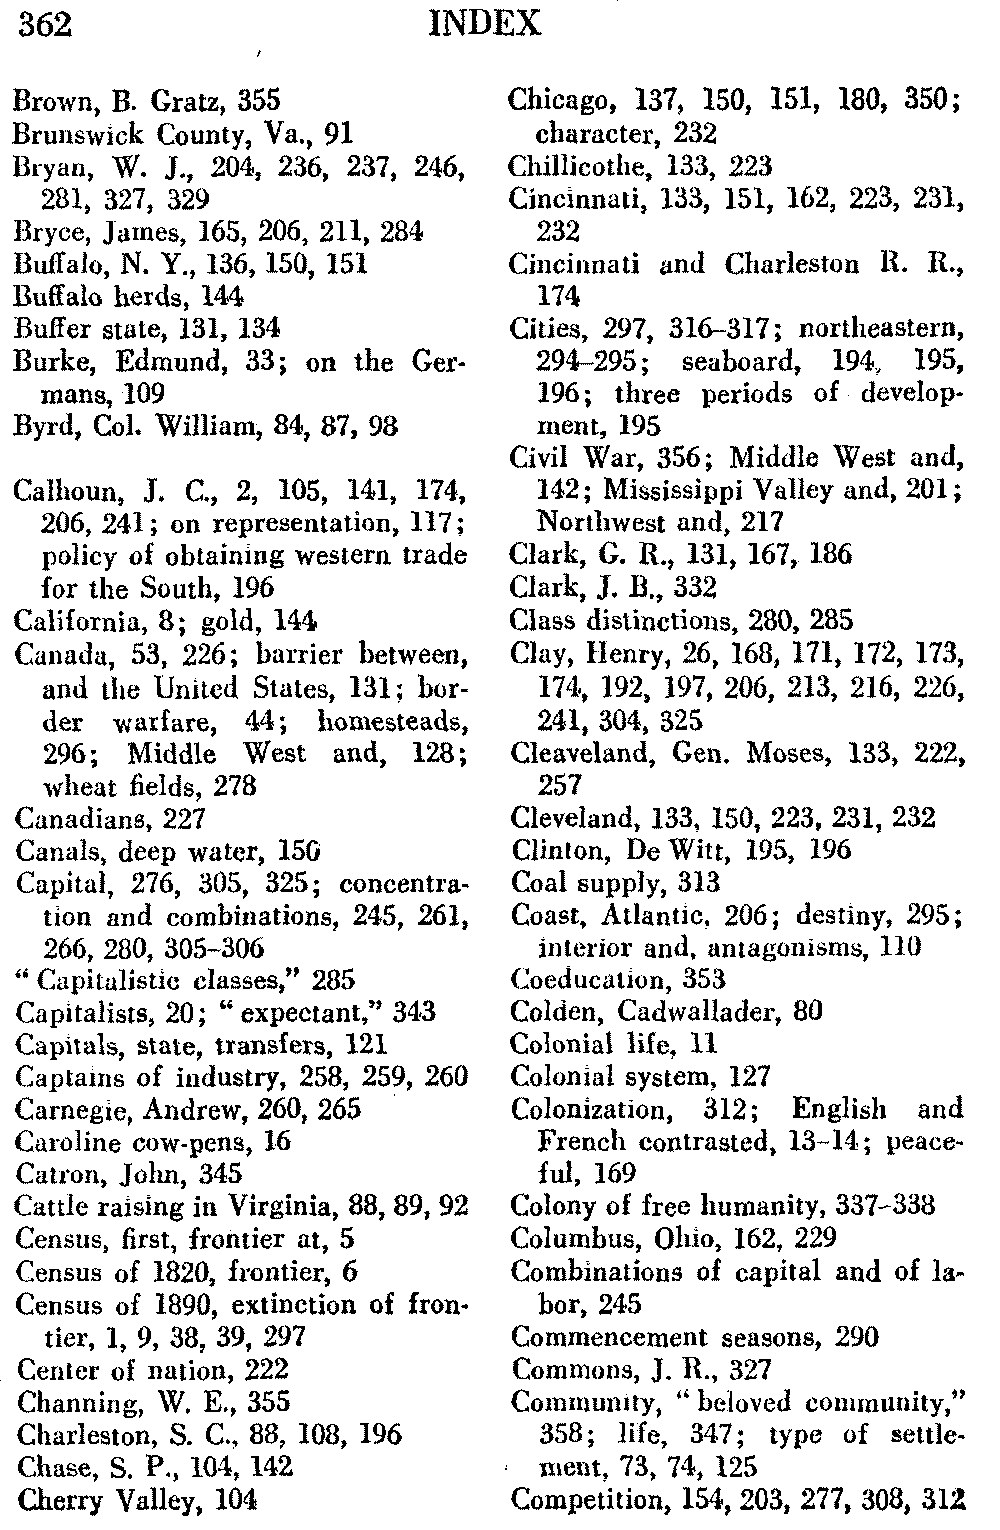 362 INDEX
Brown, B. Gratz, 355
Brunswick County, Va., 91
Bryan, W. J., 204, 236, 237, 246,
281, 327, 329
Bryce, James, 165, 206, 211, 284
Buffalo, N. Y., 136, 150, 151
Buffalo herds, 144
Buffer state, 131, 134
Burke, Edmund, 33; on the Ger-
mans, 109
Byrd, Col. William, 84, 87, 98
Calhoun, J. C., 2, 105, 141, 174,
206, 241; on representation, 117;
policy of obtaining western trade
for the South, 196
California, 8; gold, 144
Canada, 53, 226; barrier between,
and the United States, 131; bor-
der warfare, 44; homesteads,
296; Middle West and, 128;
wheat fields, 278
Canadians, 227
Canals, deep water, 150
Capital, 276, 305, 325; concentra-
tion and combinations, 245, 261,
266, 280, 305–306
“ Capitalistic classes,” 285
Capitalists, 20; “ expectant,” 343
Capitals, state, transfers, 121
Captains of industry, 258, 259, 260
Carnegie, Andrew, 260, 265
Caroline cow-pens, 16
Catron, John, 345
Cattle raising in Virginia, 88, 89, 92
Census, first, frontier at, 5
Census of 1820, frontier, 6
Census of 1890, extinction of fron-
tier, 1, 9, 38, 39, 297
Center of nation, 222
Channing, W. E., 355
Charleston, S. C., 88, 108, 196
Chase, S. P., 104, 142
Cherry Valley, 104
Chicago, 137, 150, 151, 180, 350;
character, 232
Chillicothe, 133, 223
Cincinnati, 133, 151, 162, 223, 231,
232
Cincinnati and Charleston R. R.,
174
Cities, 297, 316–317; northeastern,
294–295; seaboard, 194, 195,
196; three periods of develop-
ment, 195
Civil War, 356; Middle West and,
142; Mississippi Valley and, 201;
Northwest and, 217
Clark, G. R., 131, 167, 186
Clark, J. B., 332
Class distinctions, 280, 285
Clay, Henry, 26, 168, 171, 172, 173,
174, 192, 197, 206, 213, 216, 226,
241, 304, 325
Cleaveland, Gen. Moses, 133, 222,
257
Cleveland, 133, 150, 223, 231, 232
Clinton, De Witt, 195, 196
Coal supply, 313
Coast, Atlantic, 206; destiny, 295;
interior and, antagonisms, 110
Coeducation, 353
Colden, Cadwallader, 80
Colonial life, 11
Colonial system, 127
Colonization, 312; English and
French contrasted, 13–14; peace-
ful, 169
Colony of free humanity, 337–338
Columbus, Ohio, 162, 229
Combinations of capital and of la-
bor, 245
Commencement seasons, 290
Commons, J. R., 327
Community, “ beloved community,”
358; life, 347; type of settle-
ment, 73, 74, 125
Competition, 154, 203, 277, 308, 312